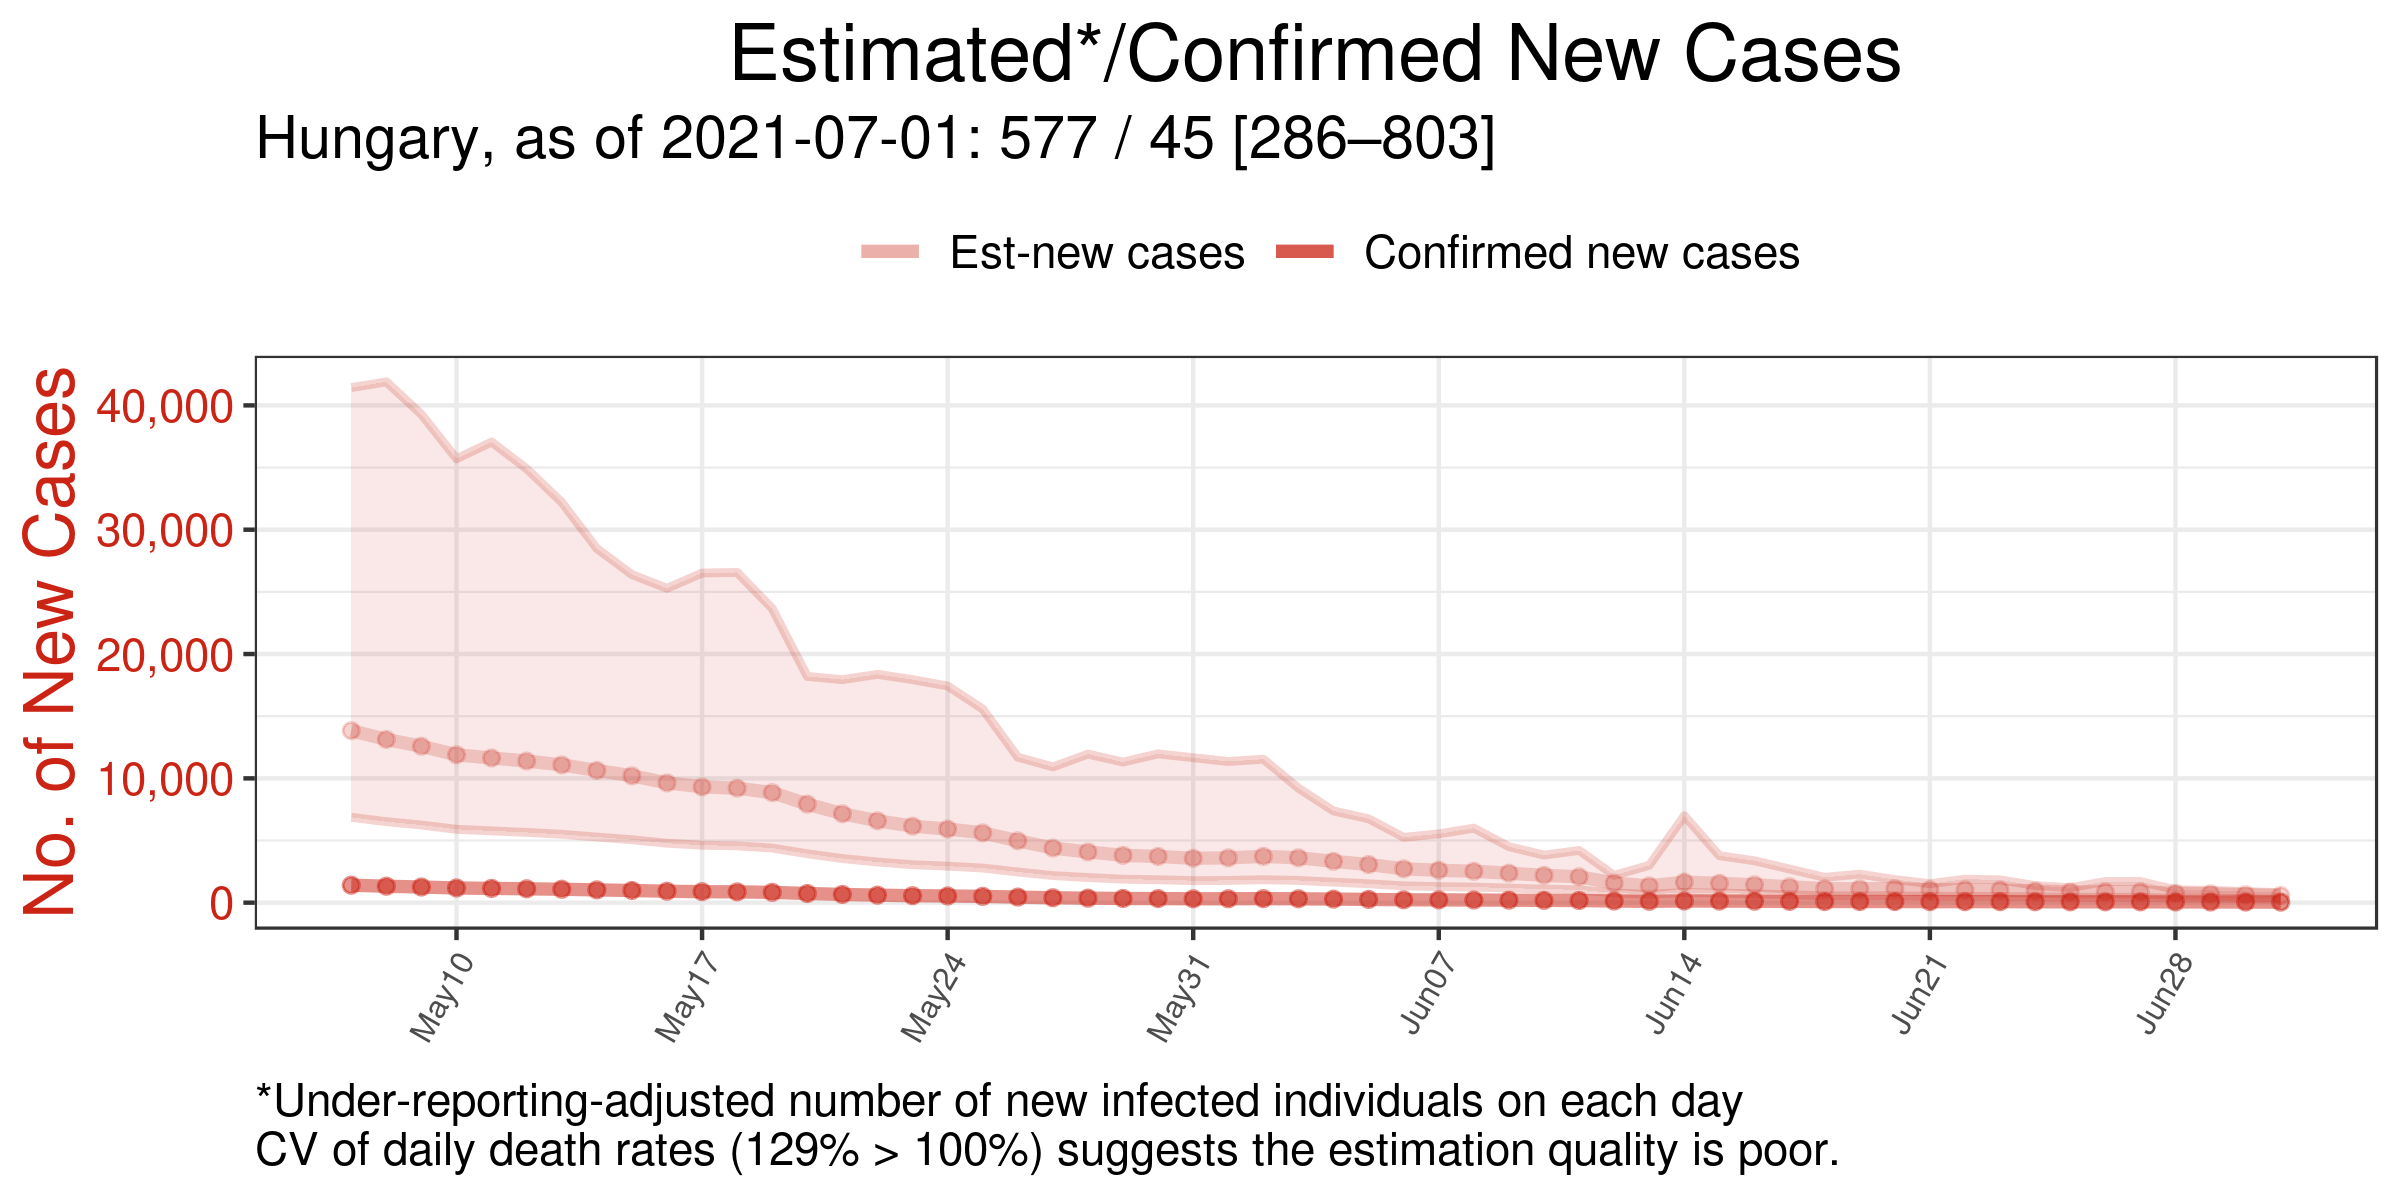 Estimated*/Confirmed New Cases
Hungary, as of 2021-07-01: 577 / 45 [286–803]
Est-new cases
Confirmed new cases
No. of New Cases
40,000
30,000
20,000
10,000
0
May10
May17
May24
May31
Jun07
Jun14
Jun21
Jun28
*Under-reporting-adjusted number of new infected individuals on each day
CV of daily death rates (129% > 100%) suggests the estimation quality is poor.